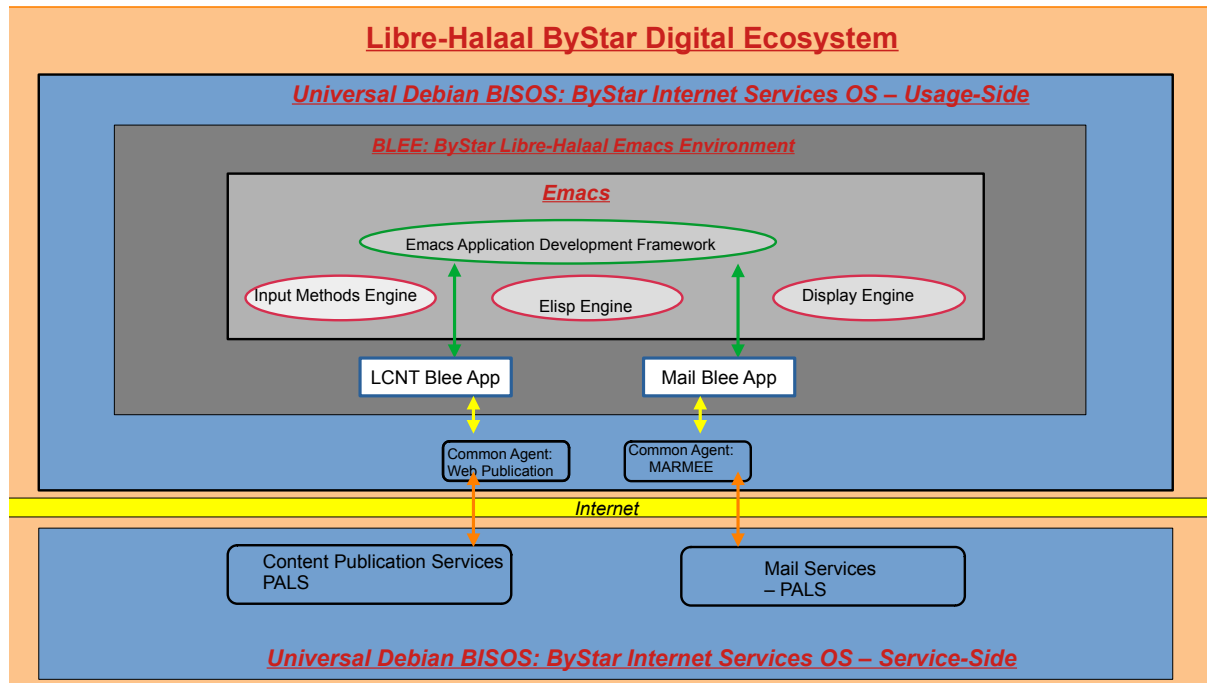 Libre-Halaal ByStar Digital Ecosystem
Universal Debian BISOS: ByStar Internet Services OS – Usage-Side
BLEE: ByStar Libre-Halaal Emacs Environment
Emacs
Emacs Application Development Framework
Input Methods Engine
Elisp Engine
Display Engine
LCNT Blee App
Mail Blee App
Common Agent:
Web Publication
Common Agent:
MARMEE
Internet
Content Publication Services
PALS
Mail Services
– PALS
Universal Debian BISOS: ByStar Internet Services OS – Service-Side